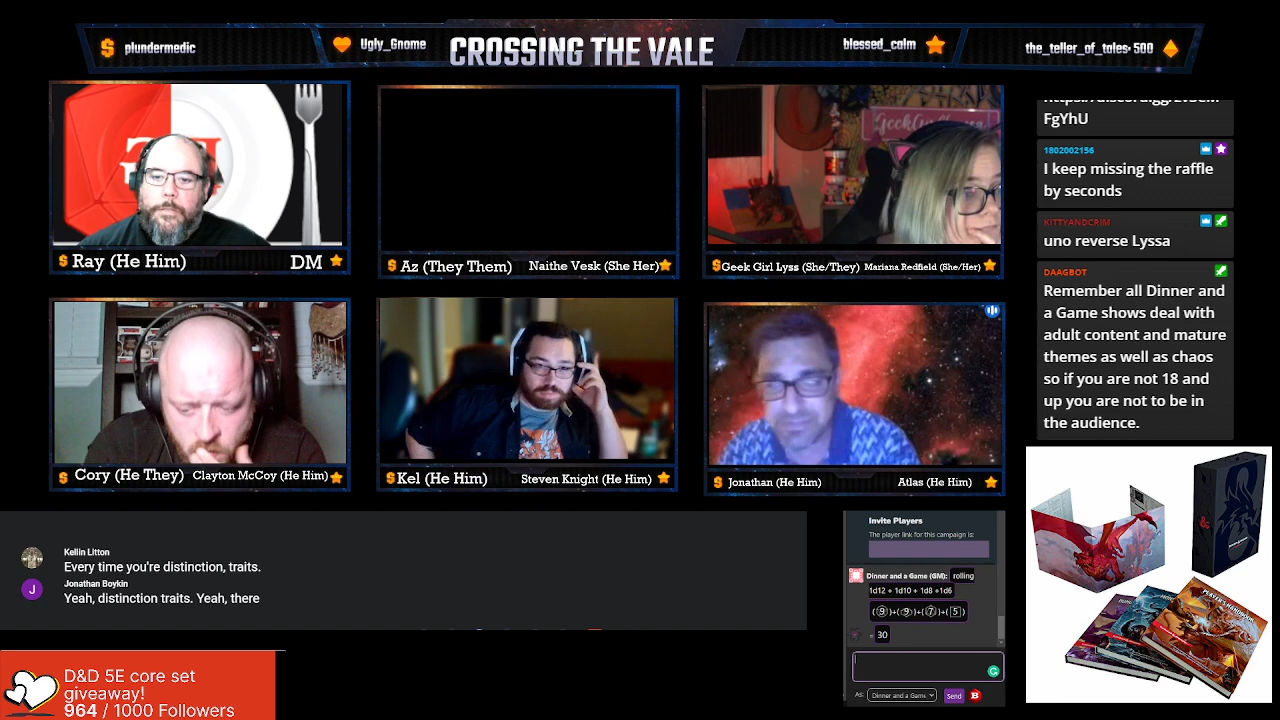 plundermedic
Ugly_Gnome
CROSSING THE VALE
blessed_calm
the_teller_of_tales: 500
Ray (He Him)
DM
Az (They Them)
Naithe Vesk (She Her)
Geek Girl Lyss (She/They)
Mariana Redfield (She/Her)
Cory (He They)
Clayton McCoy (He Him)
Kel (He Him)
Steven Knight (He Him)
Jonathan (He Him)
Atlas (He Him)
FgYhU
1802002156
I keep missing the raffle
by seconds
KITTYANDCRIM
uno reverse Lyssa
DAAGBOT
Remember all Dinner and
a Game shows deal with
adult content and mature
themes as well as chaos
so if you are not 18 and
up you are not to be in
the audience.
Kellin Litton
Every time you're distinction, traits.
J
Jonathan Boykin
Yeah, distinction traits. Yeah, there
Invite Players
The player link for this campaign is:
Dinner and a Game (GM): rolling
1d12 + 1d10 + 1d8 +1d6
(9)+(9)+(7)+(5)
= 30
As: Dinner and a Game
Send
B
D&D 5E core set
giveaway!
964 / 1000 Followers
PLAYER'S HANDBOOK